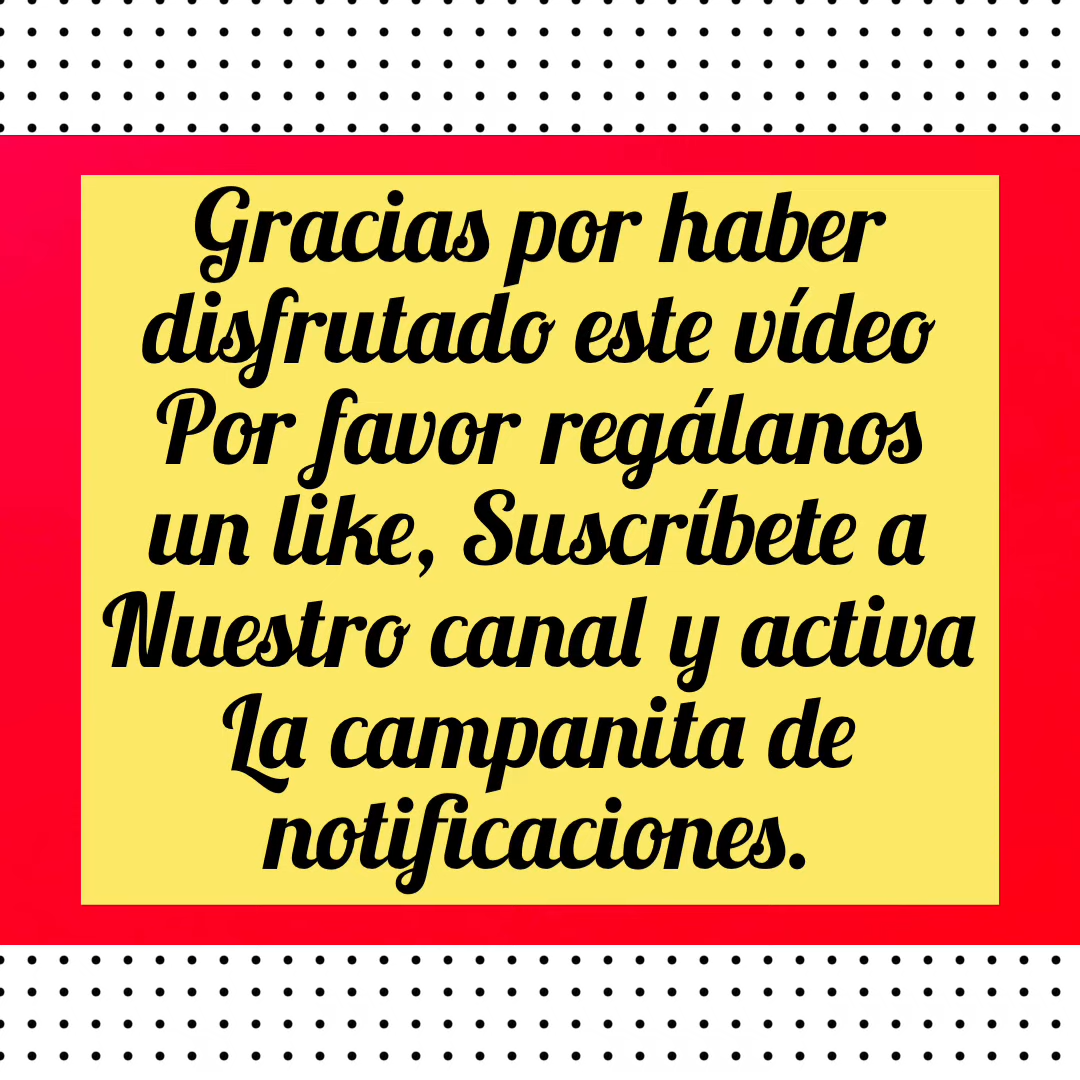 Gracias por haber
disfrutado este vídeo
Por favor regálanos
un like, Suscríbete a
Nuestro canal y activa
La campanita de
notificaciones.